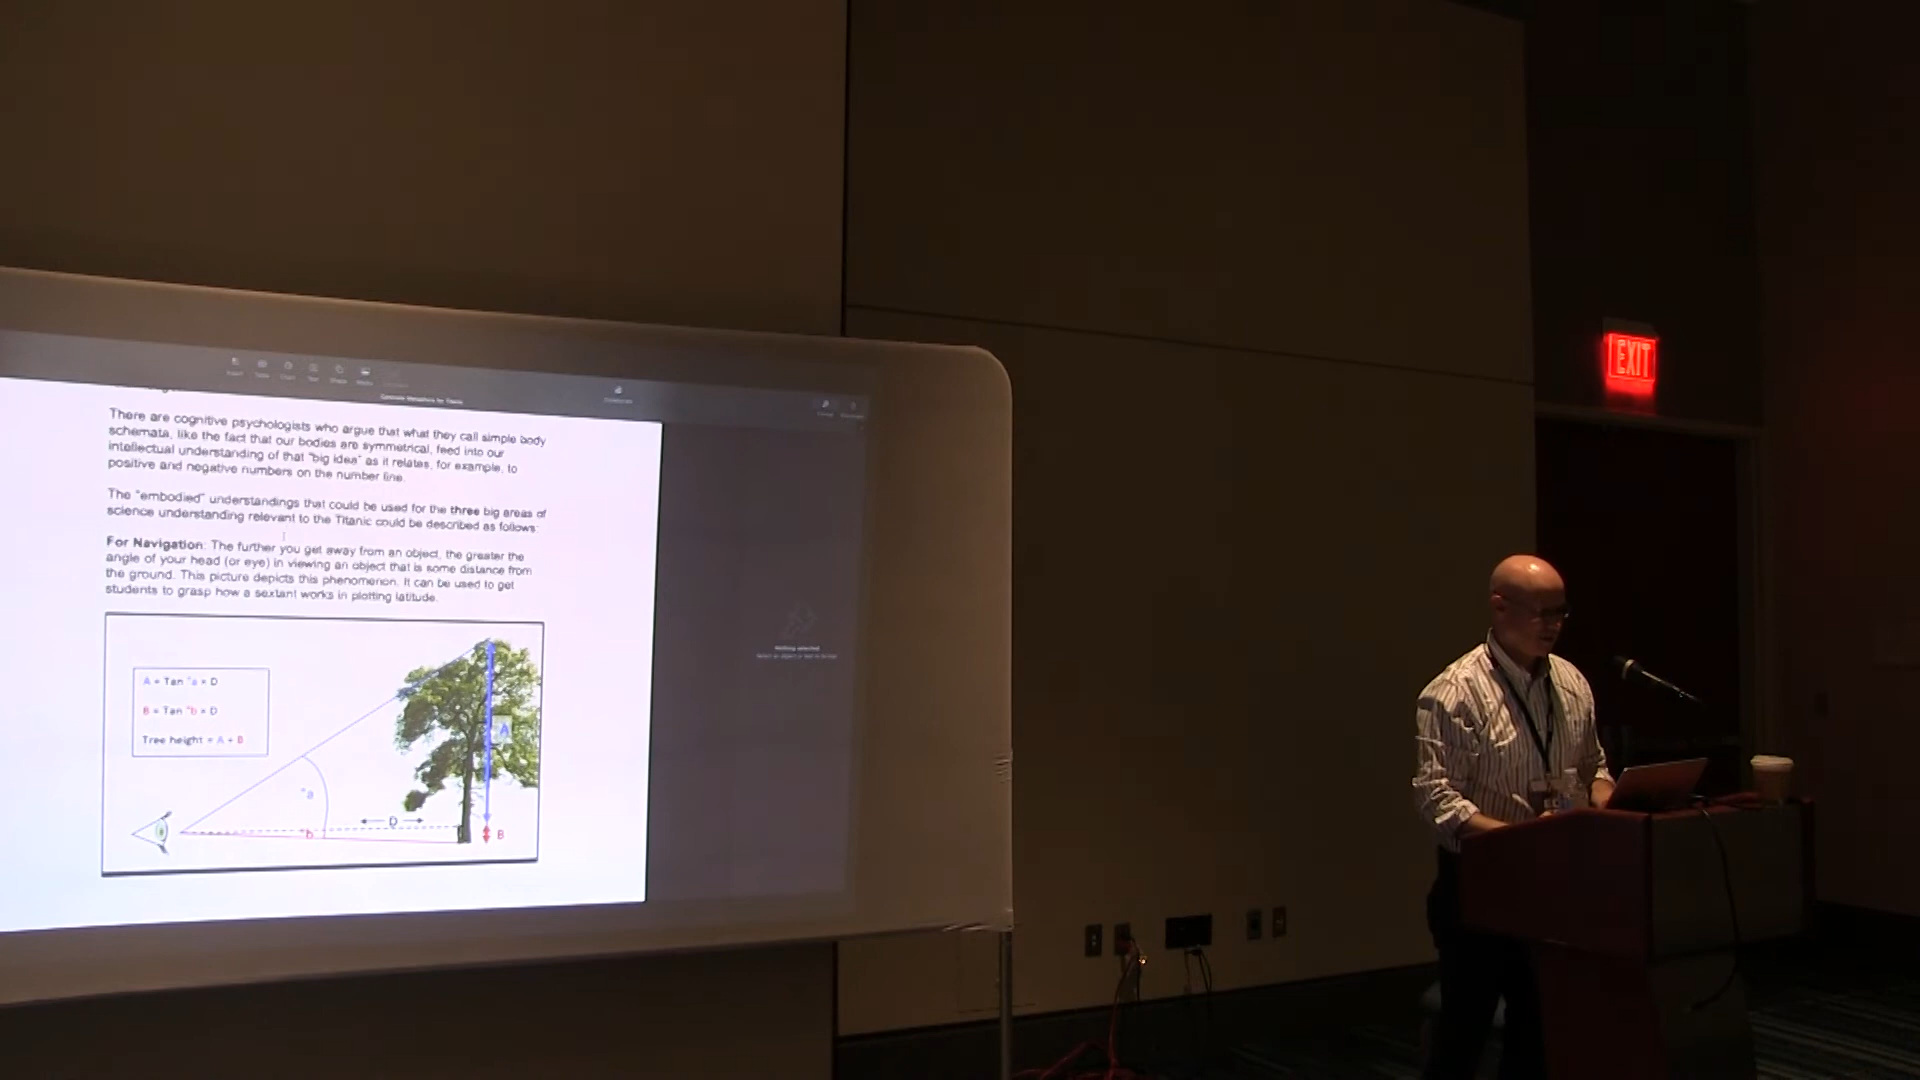 Concrete Metaphors for Titanic
There are cognitive psychologists who argue that what they call simple body
schemata, like the fact that our bodies are symmetrical, feed into our
intellectual understanding of that "big idea" as it relates, for example, to
positive and negative numbers on the number line.
The "embodied" understandings that could be used for the three big areas of
science understanding relevant to the Titanic could be described as follows:
For Navigation: The further you get away from an object, the greater the
angle of your head (or eye) in viewing an object that is some distance from
the ground. This picture depicts this phenomenon. It can be used to get
students to grasp how a sextant works in plotting latitude.
A = Tan °a × D
B = Tan °b × D
Tree height = A + B
A
°a
D
°b
B
Nothing selected
EXIT